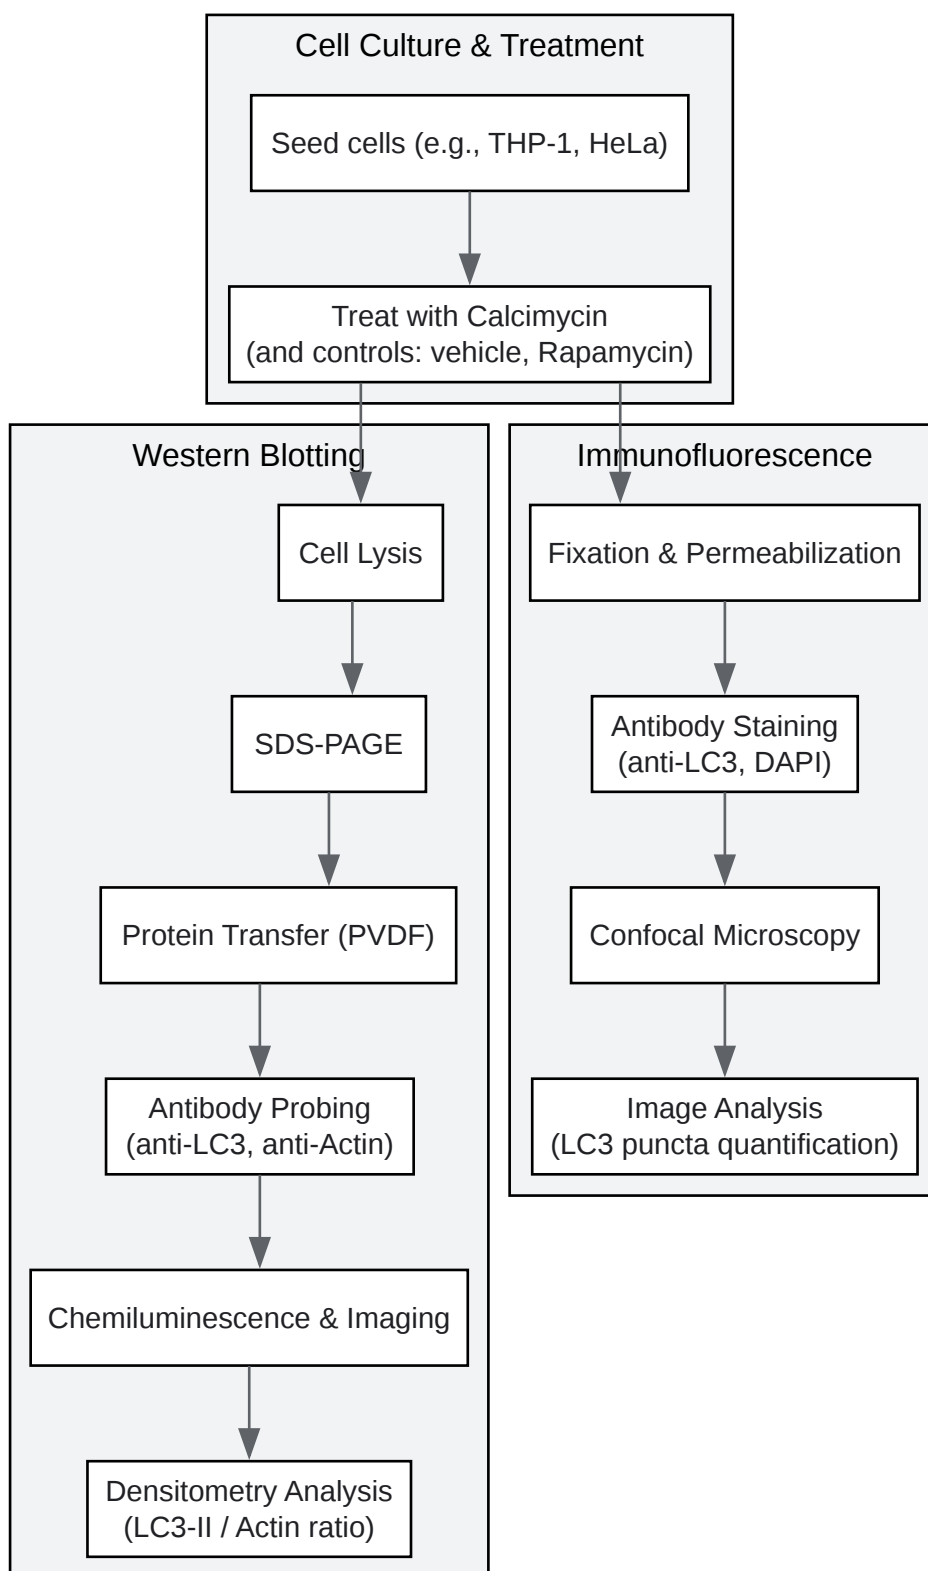 Cell Culture & Treatment
Seed cells (e.g., THP-1, HeLa)
Treat with Calcimycin
(and controls: vehicle, Rapamycin)
Western Blotting
Cell Lysis
SDS-PAGE
Protein Transfer (PVDF)
Antibody Probing
(anti-LC3, anti-Actin)
Chemiluminescence & Imaging
Densitometry Analysis
(LC3-II / Actin ratio)
Immunofluorescence
Fixation & Permeabilization
Antibody Staining
(anti-LC3, DAPI)
Confocal Microscopy
Image Analysis
(LC3 puncta quantification)